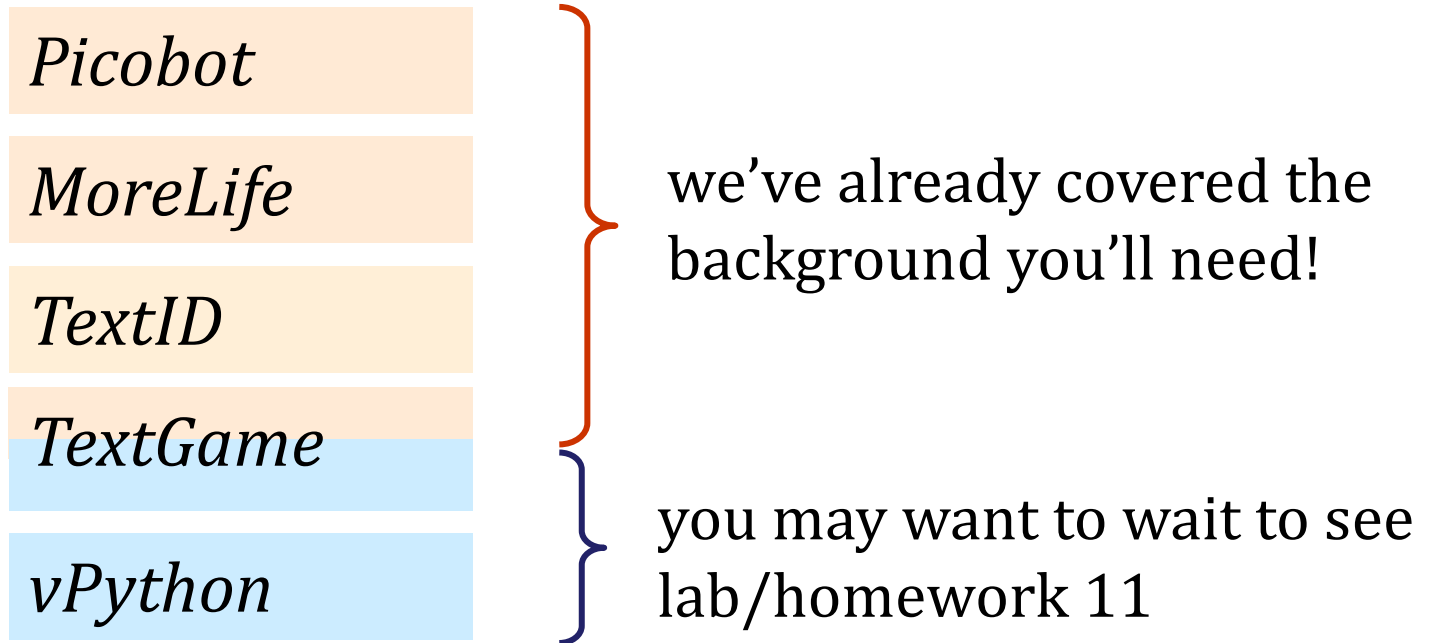 Picobot
MoreLife
TextID
TextGame
vPython
we’ve already covered the
background you’ll need!
you may want to wait to see
lab/homework 11